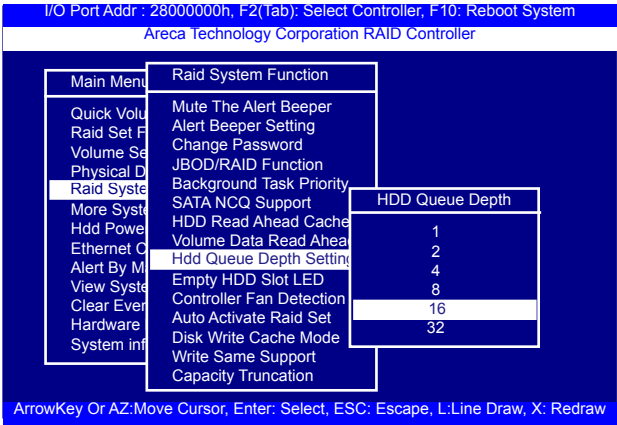 I/O Port Addr : 28000000h, F2(Tab): Select Controller, F10: Reboot System
Areca Technology Corporation RAID Controller
Main Menu
Quick Volu
Raid Set F
Volume Se
Physical D
Raid Syste
More Syste
Hdd Powe
Ethernet C
Alert By M
View Syste
Clear Even
Hardware
System inf
Raid System Function
Mute The Alert Beeper
Alert Beeper Setting
Change Password
JBOD/RAID Function
Background Task Priority
SATA NCQ Support
HDD Read Ahead Cache
Volume Data Read Ahea
Hdd Queue Depth Setting
Empty HDD Slot LED
Controller Fan Detection
Auto Activate Raid Set
Disk Write Cache Mode
Write Same Support
Capacity Truncation
HDD Queue Depth
1
2
4
8
16
32
ArrowKey Or AZ:Move Cursor, Enter: Select, ESC: Escape, L:Line Draw, X: Redraw